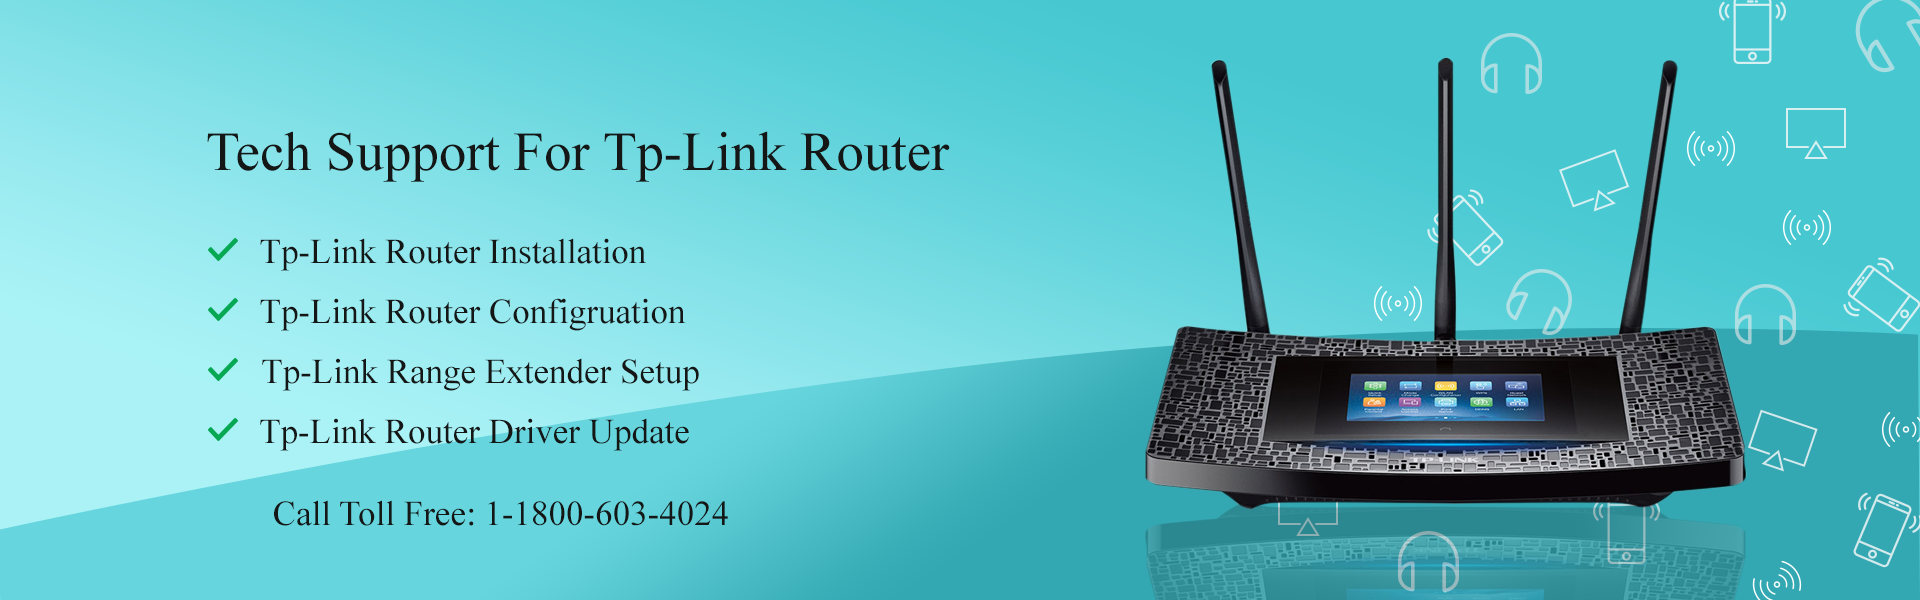 Tech Support For Tp-Link Router
Tp-Link Router Installation
Tp-Link Router Configruation
Tp-Link Range Extender Setup
Tp-Link Router Driver Update
Call Toll Free: 1-1800-603-4024